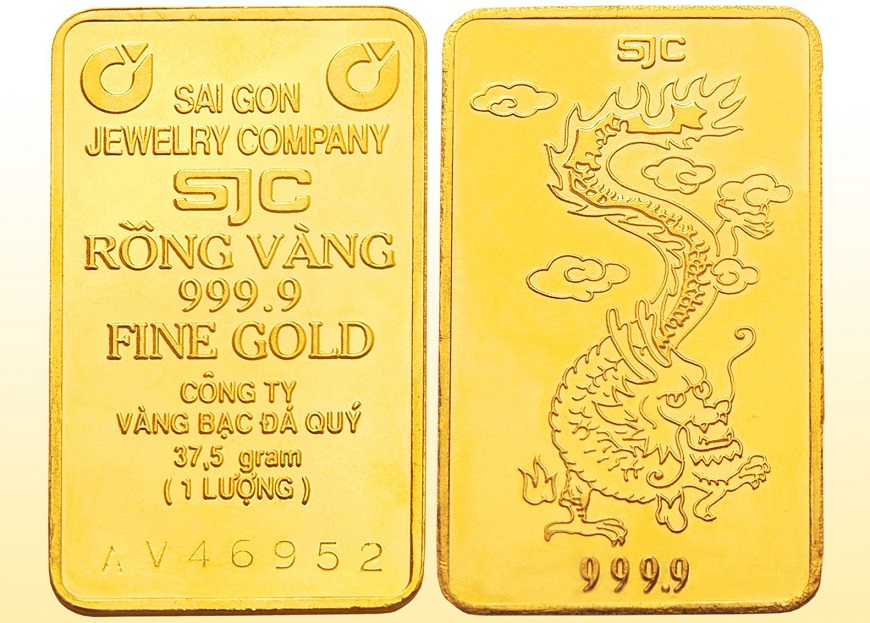 SAI GON
JEWELRY COMPANY
SJC
RỒNG VÀNG
999.9
FINE GOLD
CÔNG TY
VÀNG BẠC ĐÁ QUÝ
37,5 gram
( 1 LƯỢNG )
AV46952
SJC
999.9